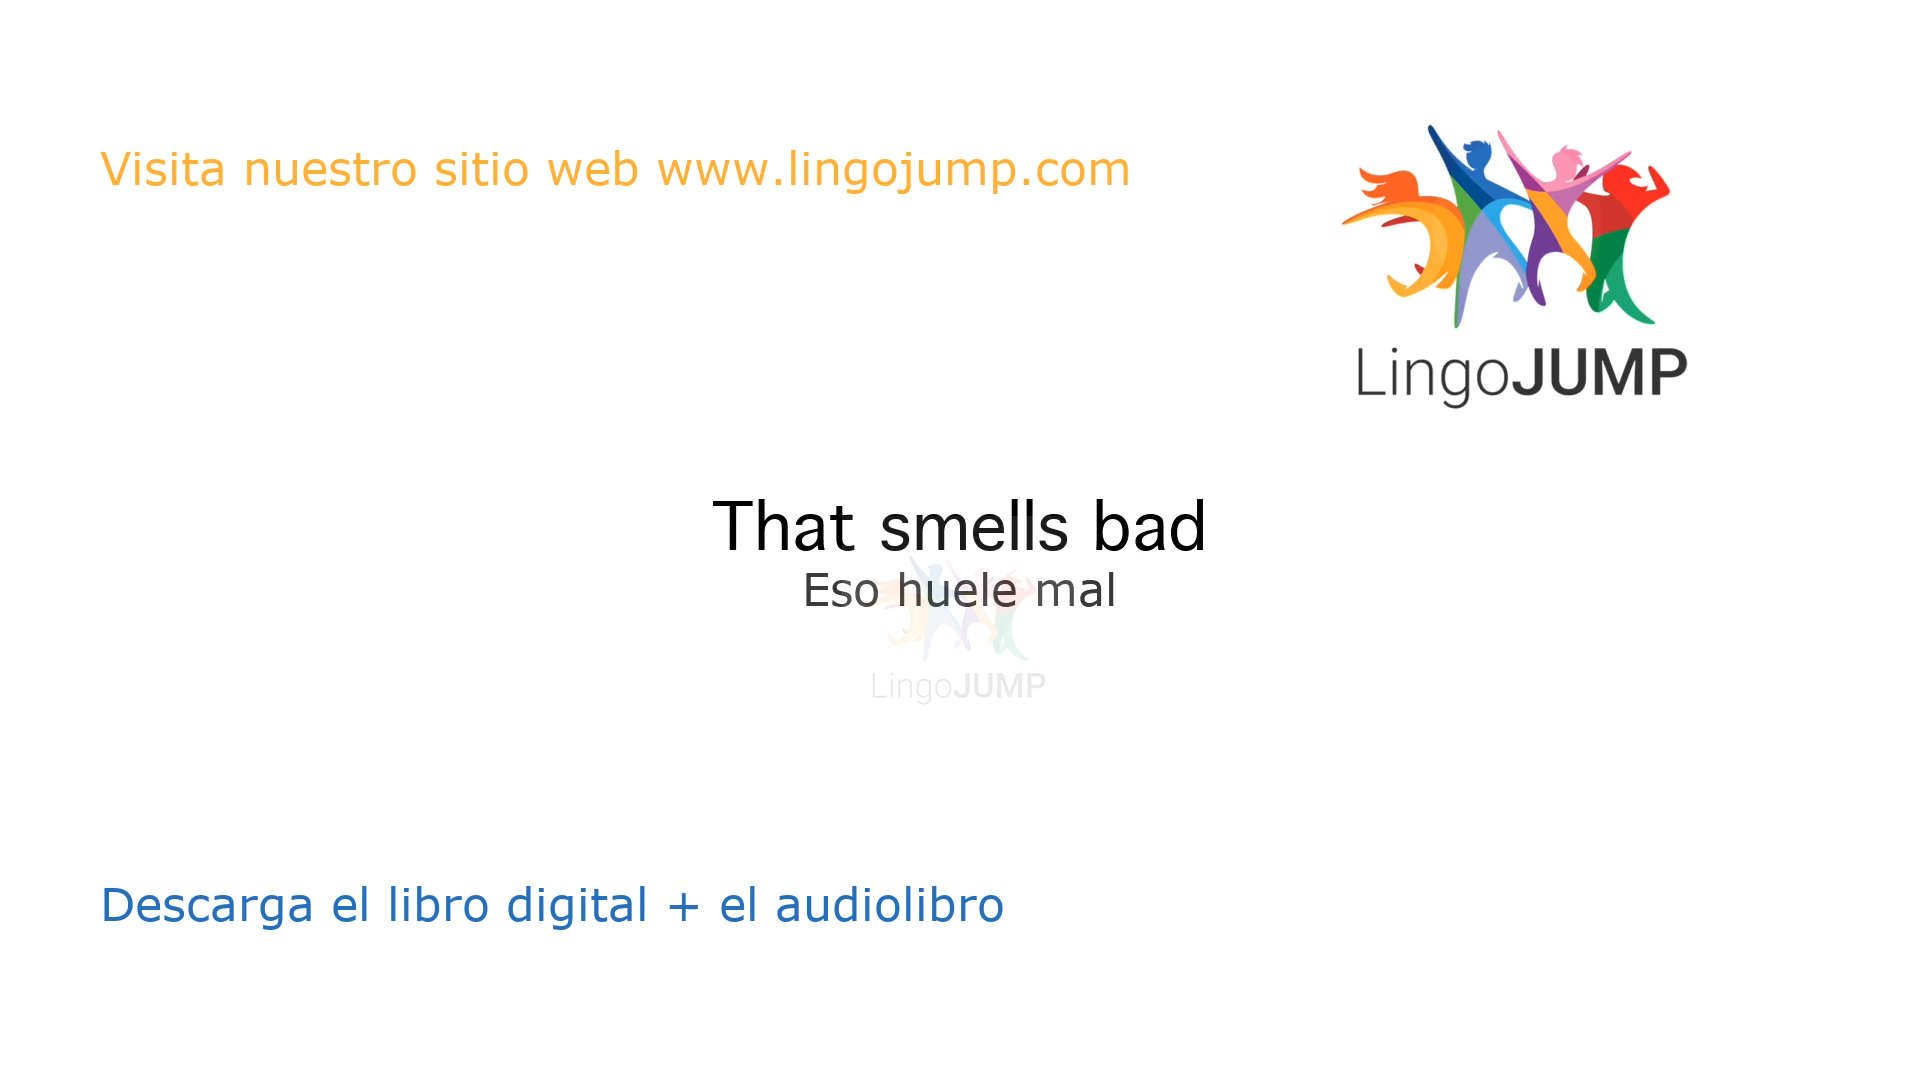 Visita nuestro sitio web www.lingojump.com
LingoJUMP
That smells bad
Eso huele mal
LingoJUMP
Descarga el libro digital + el audiolibro